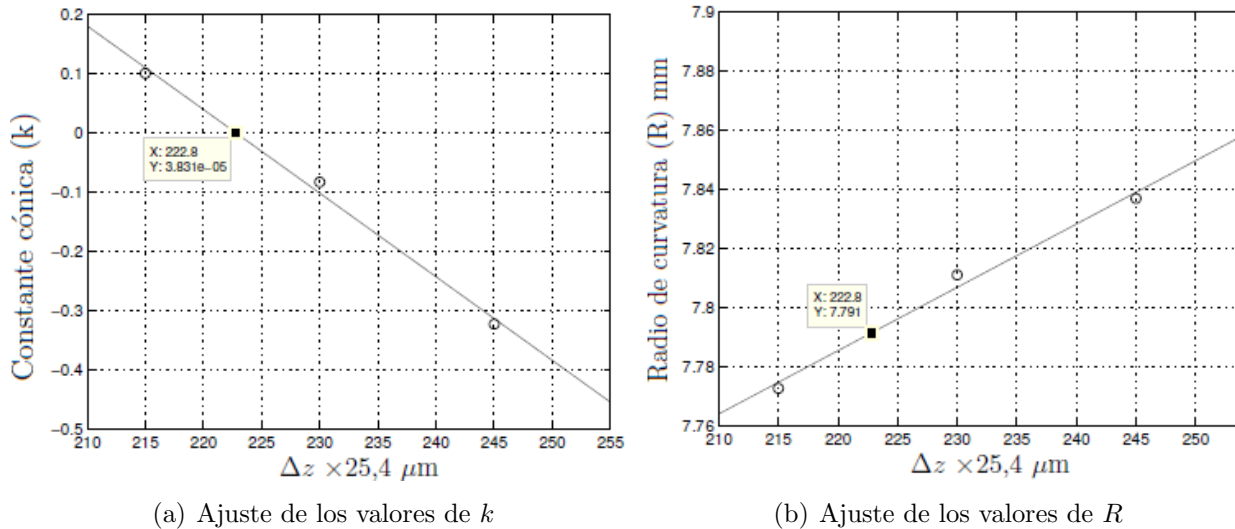 Constante cónica (k)
0.2
0.1
0
−0.1
−0.2
−0.3
−0.4
−0.5
X: 222.8
Y: 3.831e−05
210 215 220 225 230 235 240 245 250 255
Δz ×25,4 μm
(a) Ajuste de los valores de k
Radio de curvatura (R) mm
7.9
7.88
7.86
7.84
7.82
7.8
7.78
7.76
X: 222.8
Y: 7.791
210 215 220 225 230 235 240 245 250
Δz ×25,4 μm
(b) Ajuste de los valores de R